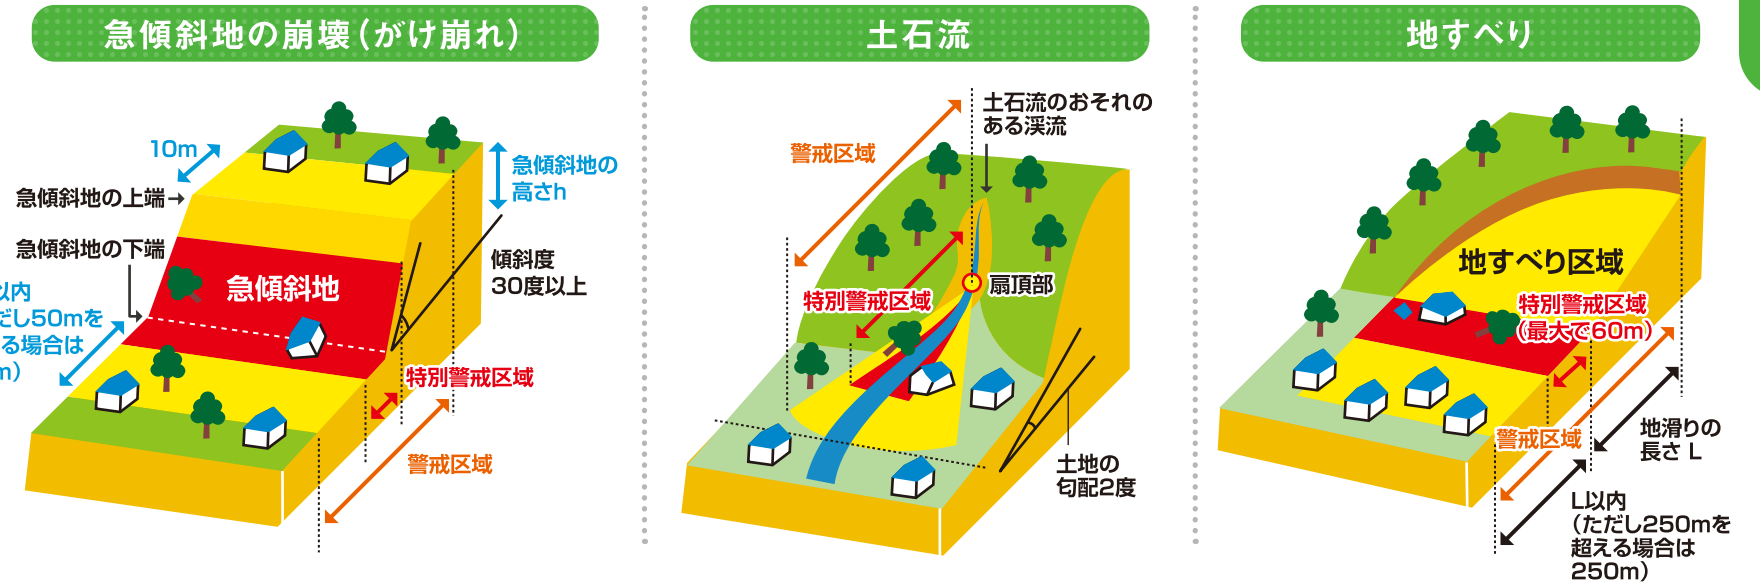 急傾斜地の崩壊（がけ崩れ）
10m
急傾斜地の
高さh
急傾斜地の上端
急傾斜地の下端
急傾斜地
傾斜度
30度以上
以内
だし50mを
る場合は
m）
特別警戒区域
警戒区域
土石流
土石流のおそれの
ある渓流
警戒区域
特別警戒区域
扇頂部
土地の
勾配2度
地すべり
地すべり区域
特別警戒区域
（最大で60m）
警戒区域
地滑りの
長さ L
L以内
（ただし250mを
超える場合は
250m）